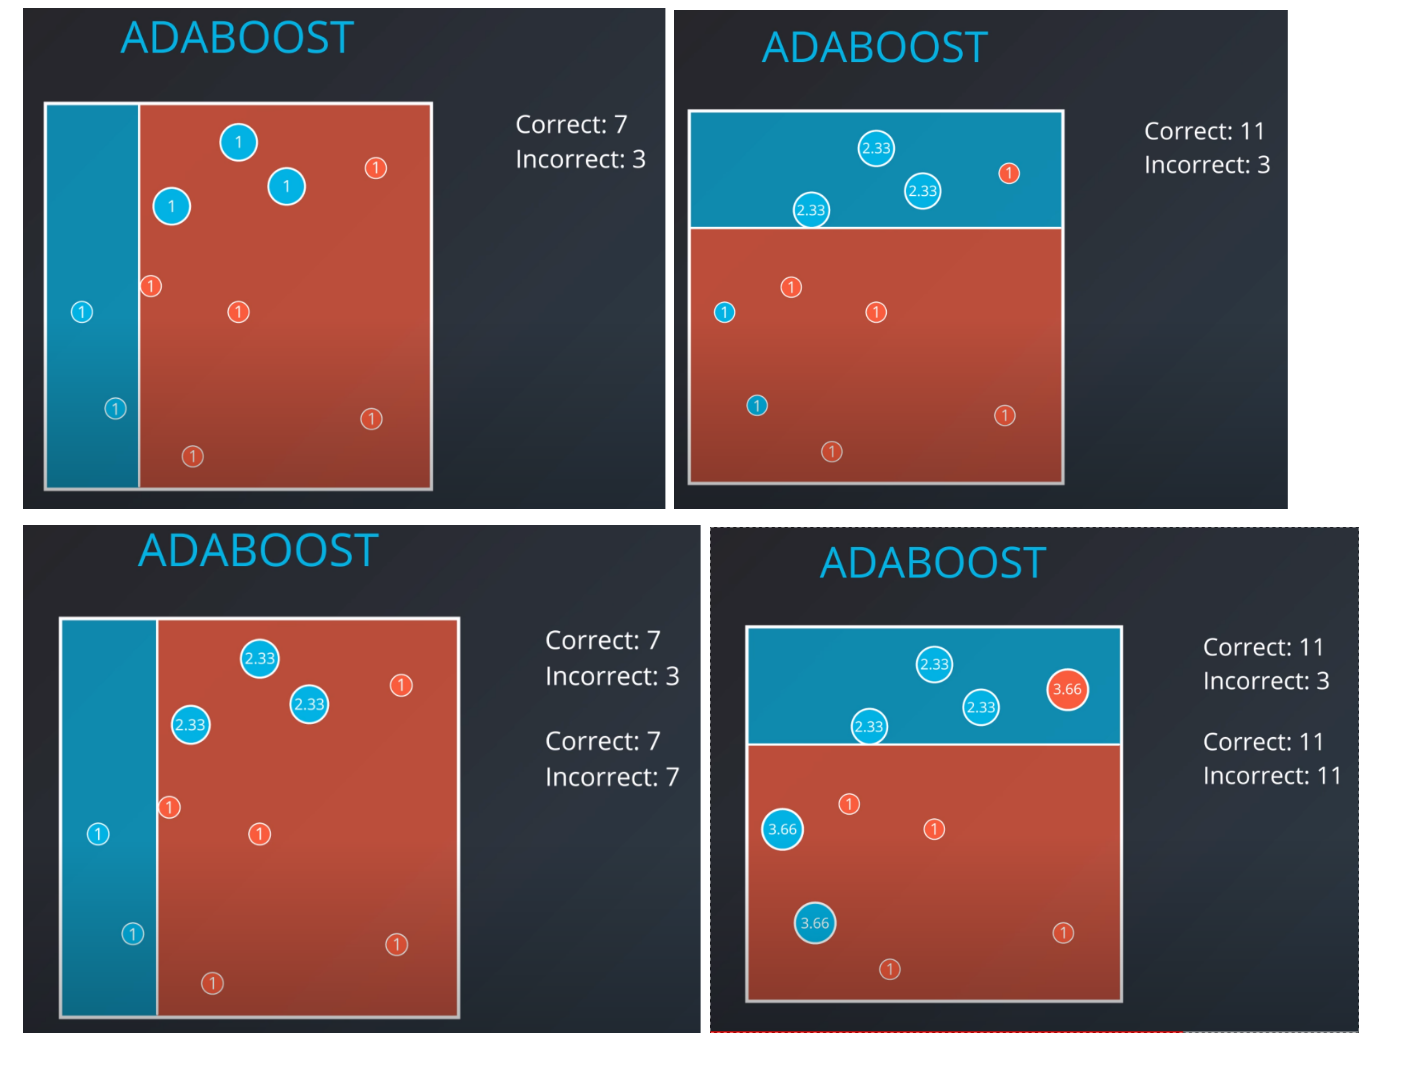 ADABOOST
Correct: 7
Incorrect: 3
1
1
1
1
1
1
1
1
1
1
ADABOOST
Correct: 11
Incorrect: 3
2.33
2.33
1
2.33
1
1
1
1
1
1
ADABOOST
Correct: 7
Incorrect: 3
Correct: 7
Incorrect: 7
2.33
1
2.33
2.33
1
1
1
1
1
1
ADABOOST
Correct: 11
Incorrect: 3
Correct: 11
Incorrect: 11
2.33
3.66
2.33
2.33
1
3.66
1
3.66
1
1